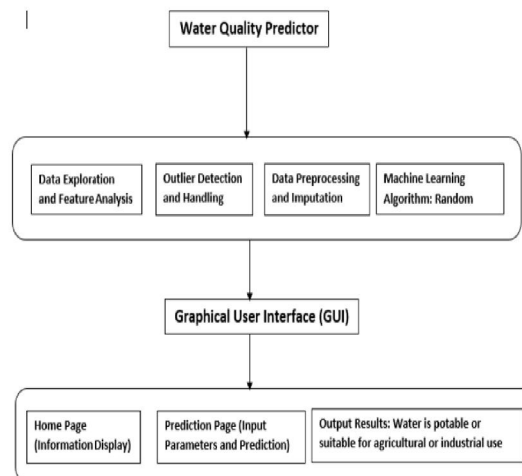 Water Quality Predictor
Data Exploration
and Feature Analysis
Outlier Detection
and Handling
Data Preprocessing
and Imputation
Machine Learning
Algorithm: Random
Graphical User Interface (GUI)
Home Page
(Information Display)
Prediction Page (Input
Parameters and Prediction)
Output Results: Water is potable or
suitable for agricultural or industrial use